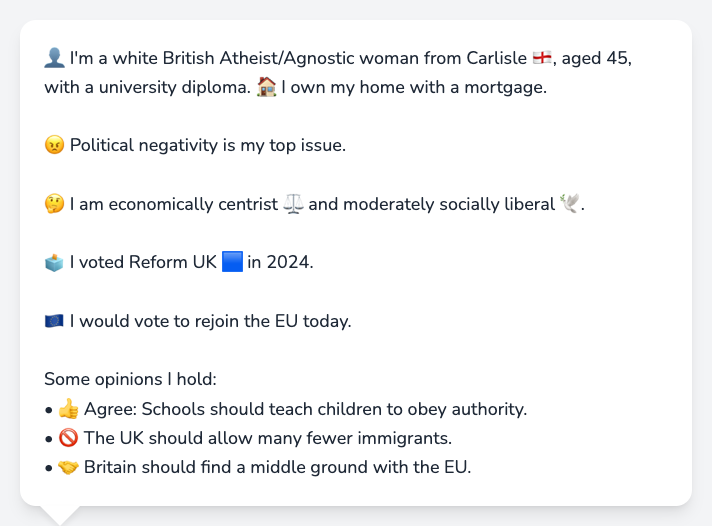 👤 I'm a white British Atheist/Agnostic woman from Carlisle 🏴󠁧󠁢󠁥󠁮󠁧󠁿, aged 45,
with a university diploma. 🏠 I own my home with a mortgage.
😠 Political negativity is my top issue.
🤔 I am economically centrist ⚖️ and moderately socially liberal 🕊️.
🗳️ I voted Reform UK 🟦 in 2024.
🇪🇺 I would vote to rejoin the EU today.
Some opinions I hold:
• 👍 Agree: Schools should teach children to obey authority.
• 🚫 The UK should allow many fewer immigrants.
• 🤝 Britain should find a middle ground with the EU.